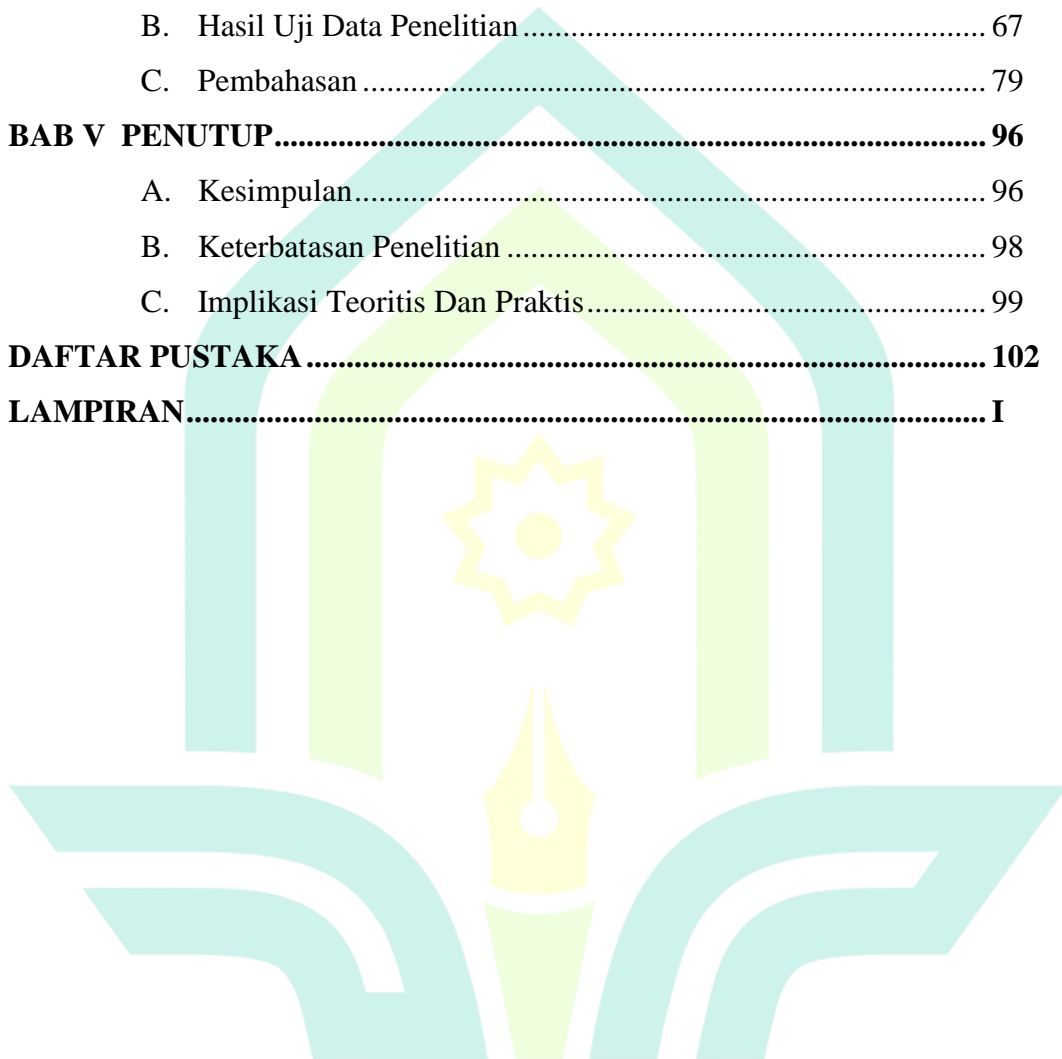 B. Hasil Uji Data Penelitian ........................................................................ 67
C. Pembahasan ................................................................................................ 79
BAB V PENUTUP ............................................................................................ 96
A. Kesimpulan ................................................................................................ 96
B. Keterbatasan Penelitian .......................................................................... 98
C. Implikasi Teoritis Dan Praktis .............................................................. 99
DAFTAR PUSTAKA ........................................................................................ 102
LAMPIRAN ........................................................................................................ I